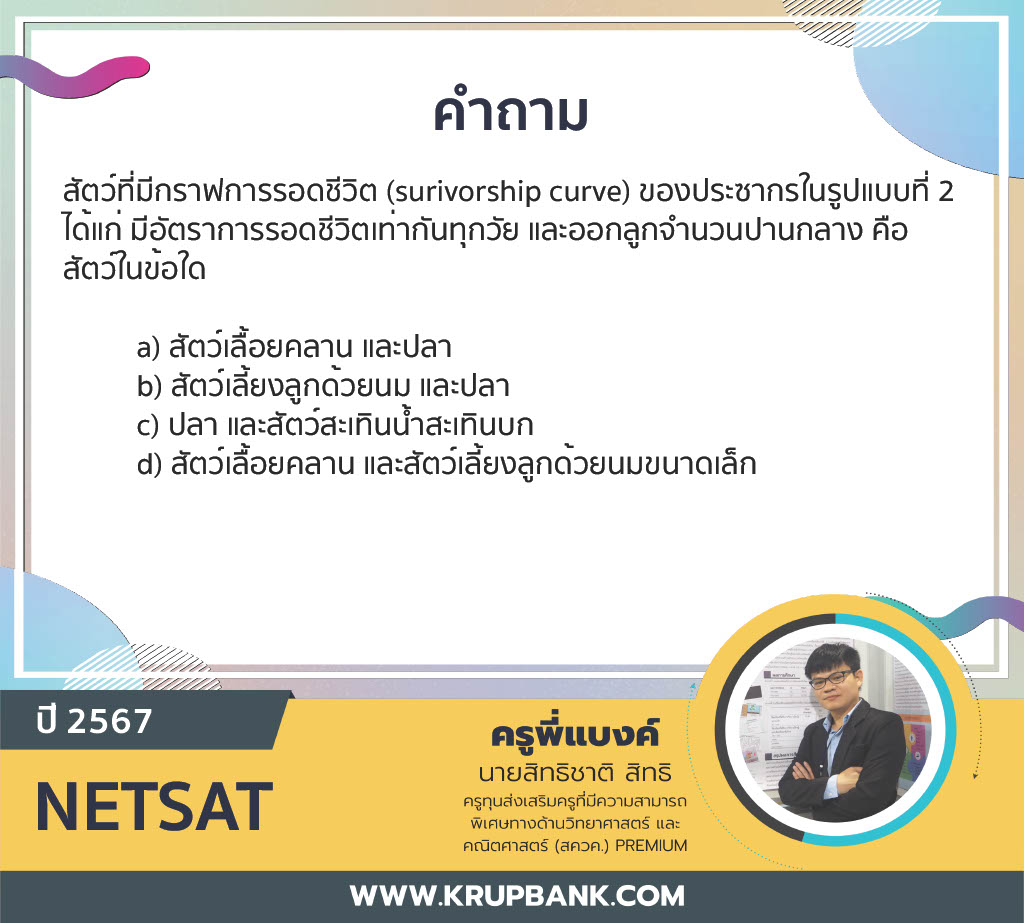 คำถาม
สัตว์ที่มีกราฟการรอดชีวิต (surivorship curve) ของประชากรในรูปแบบที่ 2
ได้แก่ มีอัตราการรอดชีวิตเท่ากันทุกวัย และออกลูกจำนวนปานกลาง คือ
สัตว์ในข้อใด
a) สัตว์เลื้อยคลาน และปลา
b) สัตว์เลี้ยงลูกด้วยนม และปลา
c) ปลา และสัตว์สะเทินน้ำสะเทินบก
d) สัตว์เลื้อยคลาน และสัตว์เลี้ยงลูกด้วยนมขนาดเล็ก
ปี 2567
NETSAT
ครูพี่แบงค์
นายสิทธิชาติ สิทธิ
ครูทุนส่งเสริมครูที่มีความสามารถ
พิเศษทางด้านวิทยาศาสตร์ และ
คณิตศาสตร์ (สควค.) PREMIUM
WWW.KRUPBANK.COM